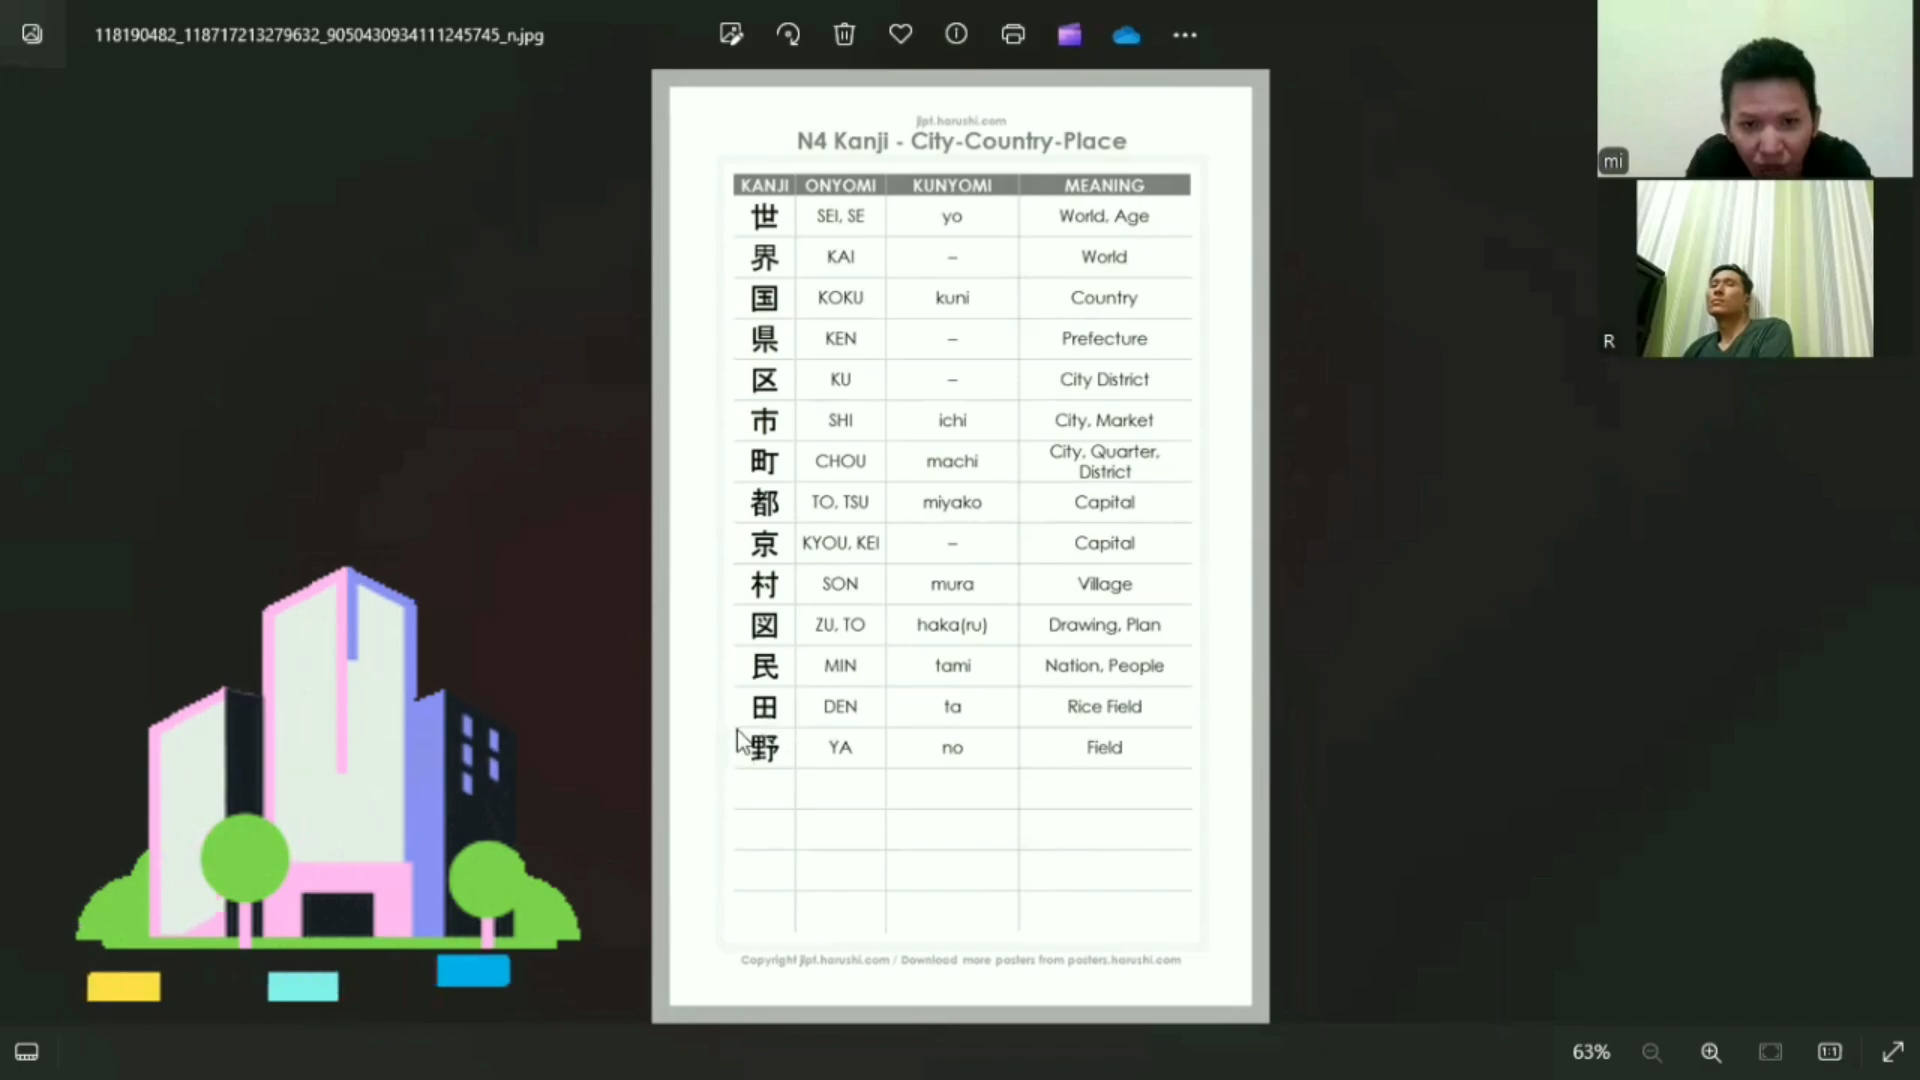 118190482_118717213279632_9050430934111245745_n.jpg
mi
R
jlpt.harushi.com
N4 Kanji - City-Country-Place
KANJI ONYOMI KUNYOMI MEANING
世 SEI, SE yo World, Age
界 KAI – World
国 KOKU kuni Country
県 KEN – Prefecture
区 KU – City District
市 SHI ichi City, Market
町 CHOU machi City, Quarter,
District
都 TO, TSU miyako Capital
京 KYOU, KEI – Capital
村 SON mura Village
図 ZU, TO haka(ru) Drawing, Plan
民 MIN tami Nation, People
田 DEN ta Rice Field
野 YA no Field
Copyright jlpt.harushi.com / Download more posters from posters.harushi.com
63%
1:1